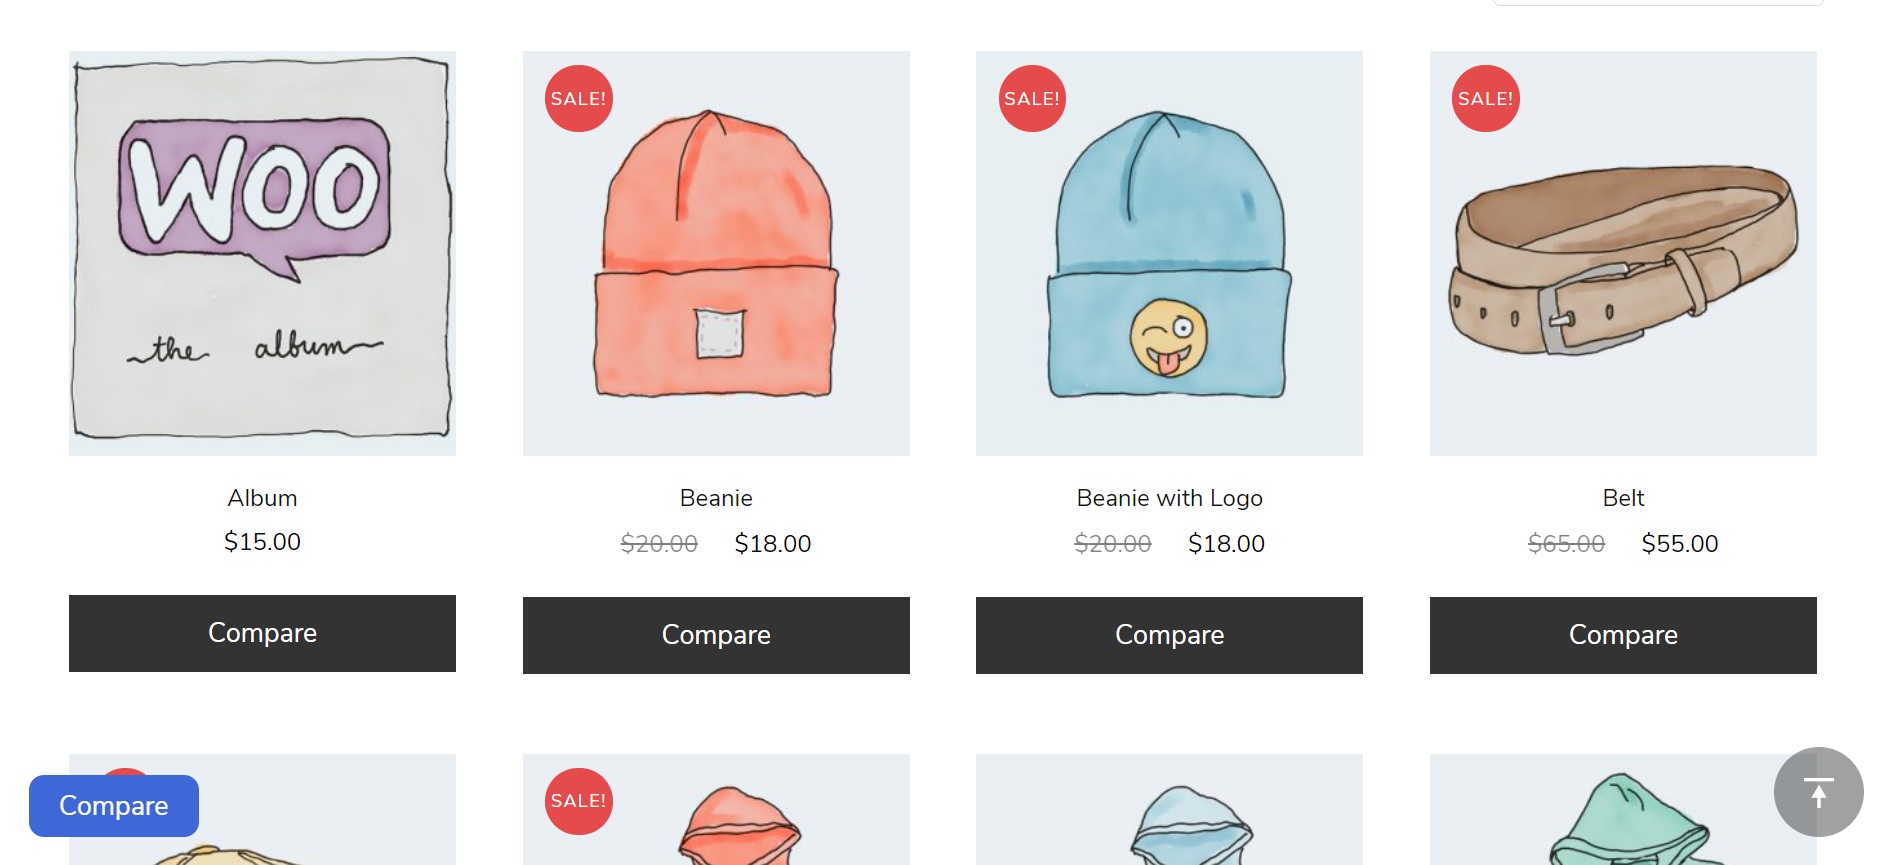 SALE!
SALE!
SALE!
WOO
the album
Album
Beanie
Beanie with Logo
Belt
$15.00
$20.00 $18.00
$20.00 $18.00
$65.00 $55.00
Compare
Compare
Compare
Compare
SALE!
Compare